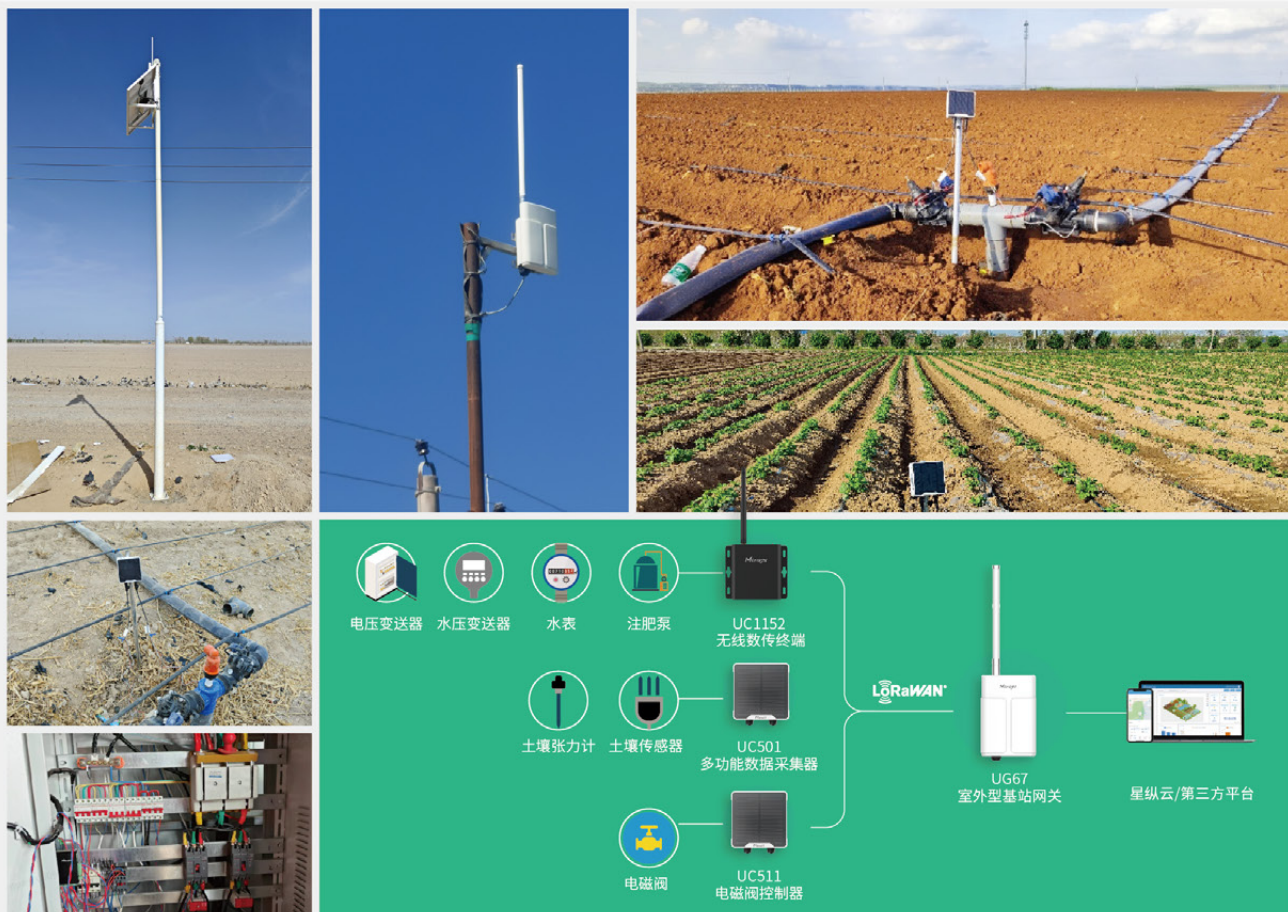 电压变送器
水压变送器
水表
注肥泵
Milesight
UC1152
无线数传终端
土壤张力计
土壤传感器
UC501
多功能数据采集器
LoRaWAN®
Milesight
UG67
室外型基站网关
星纵云/第三方平台
电磁阀
UC511
电磁阀控制器